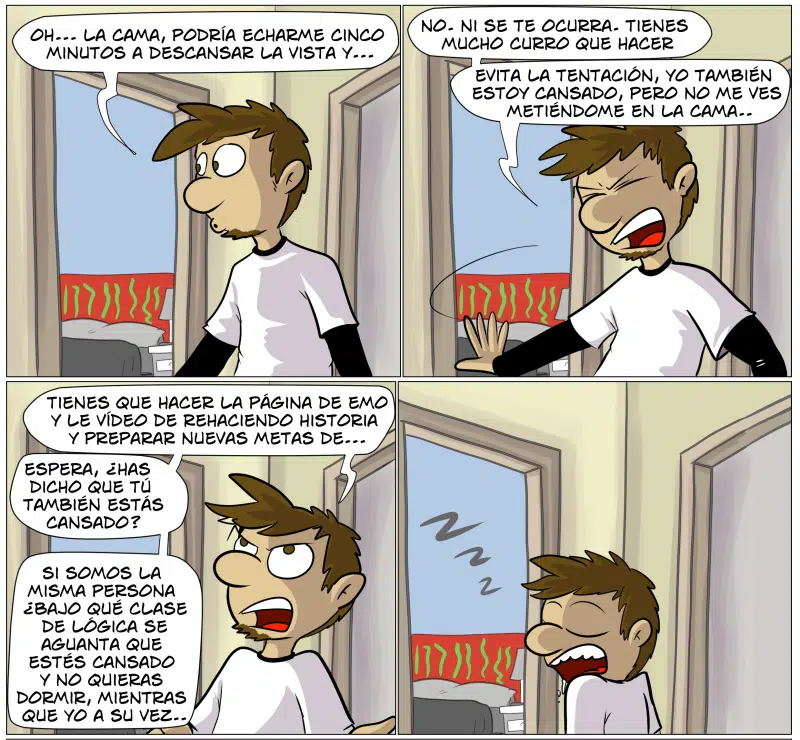 OH... LA CAMA, PODRÍA ECHARME CINCO
MINUTOS A DESCANSAR LA VISTA Y...
NO. NI SE TE OCURRA. TIENES
MUCHO CURRO QUE HACER
EVITA LA TENTACIÓN, YO TAMBIÉN
ESTOY CANSADO, PERO NO ME VES
METIÉNDOME EN LA CAMA..
TIENES QUE HACER LA PÁGINA DE EMO
Y LE VÍDEO DE REHACIENDO HISTORIA
Y PREPARAR NUEVAS METAS DE...
ESPERA, ¿HAS
DICHO QUE TÚ
TAMBIÉN ESTÁS
CANSADO?
SI SOMOS LA
MISMA PERSONA
¿BAJO QUÉ CLASE
DE LÓGICA SE
AGUANTA QUE
ESTÉS CANSADO
Y NO QUIERAS
DORMIR, MIENTRAS
QUE YO A SU VEZ..
Z
Z
Z